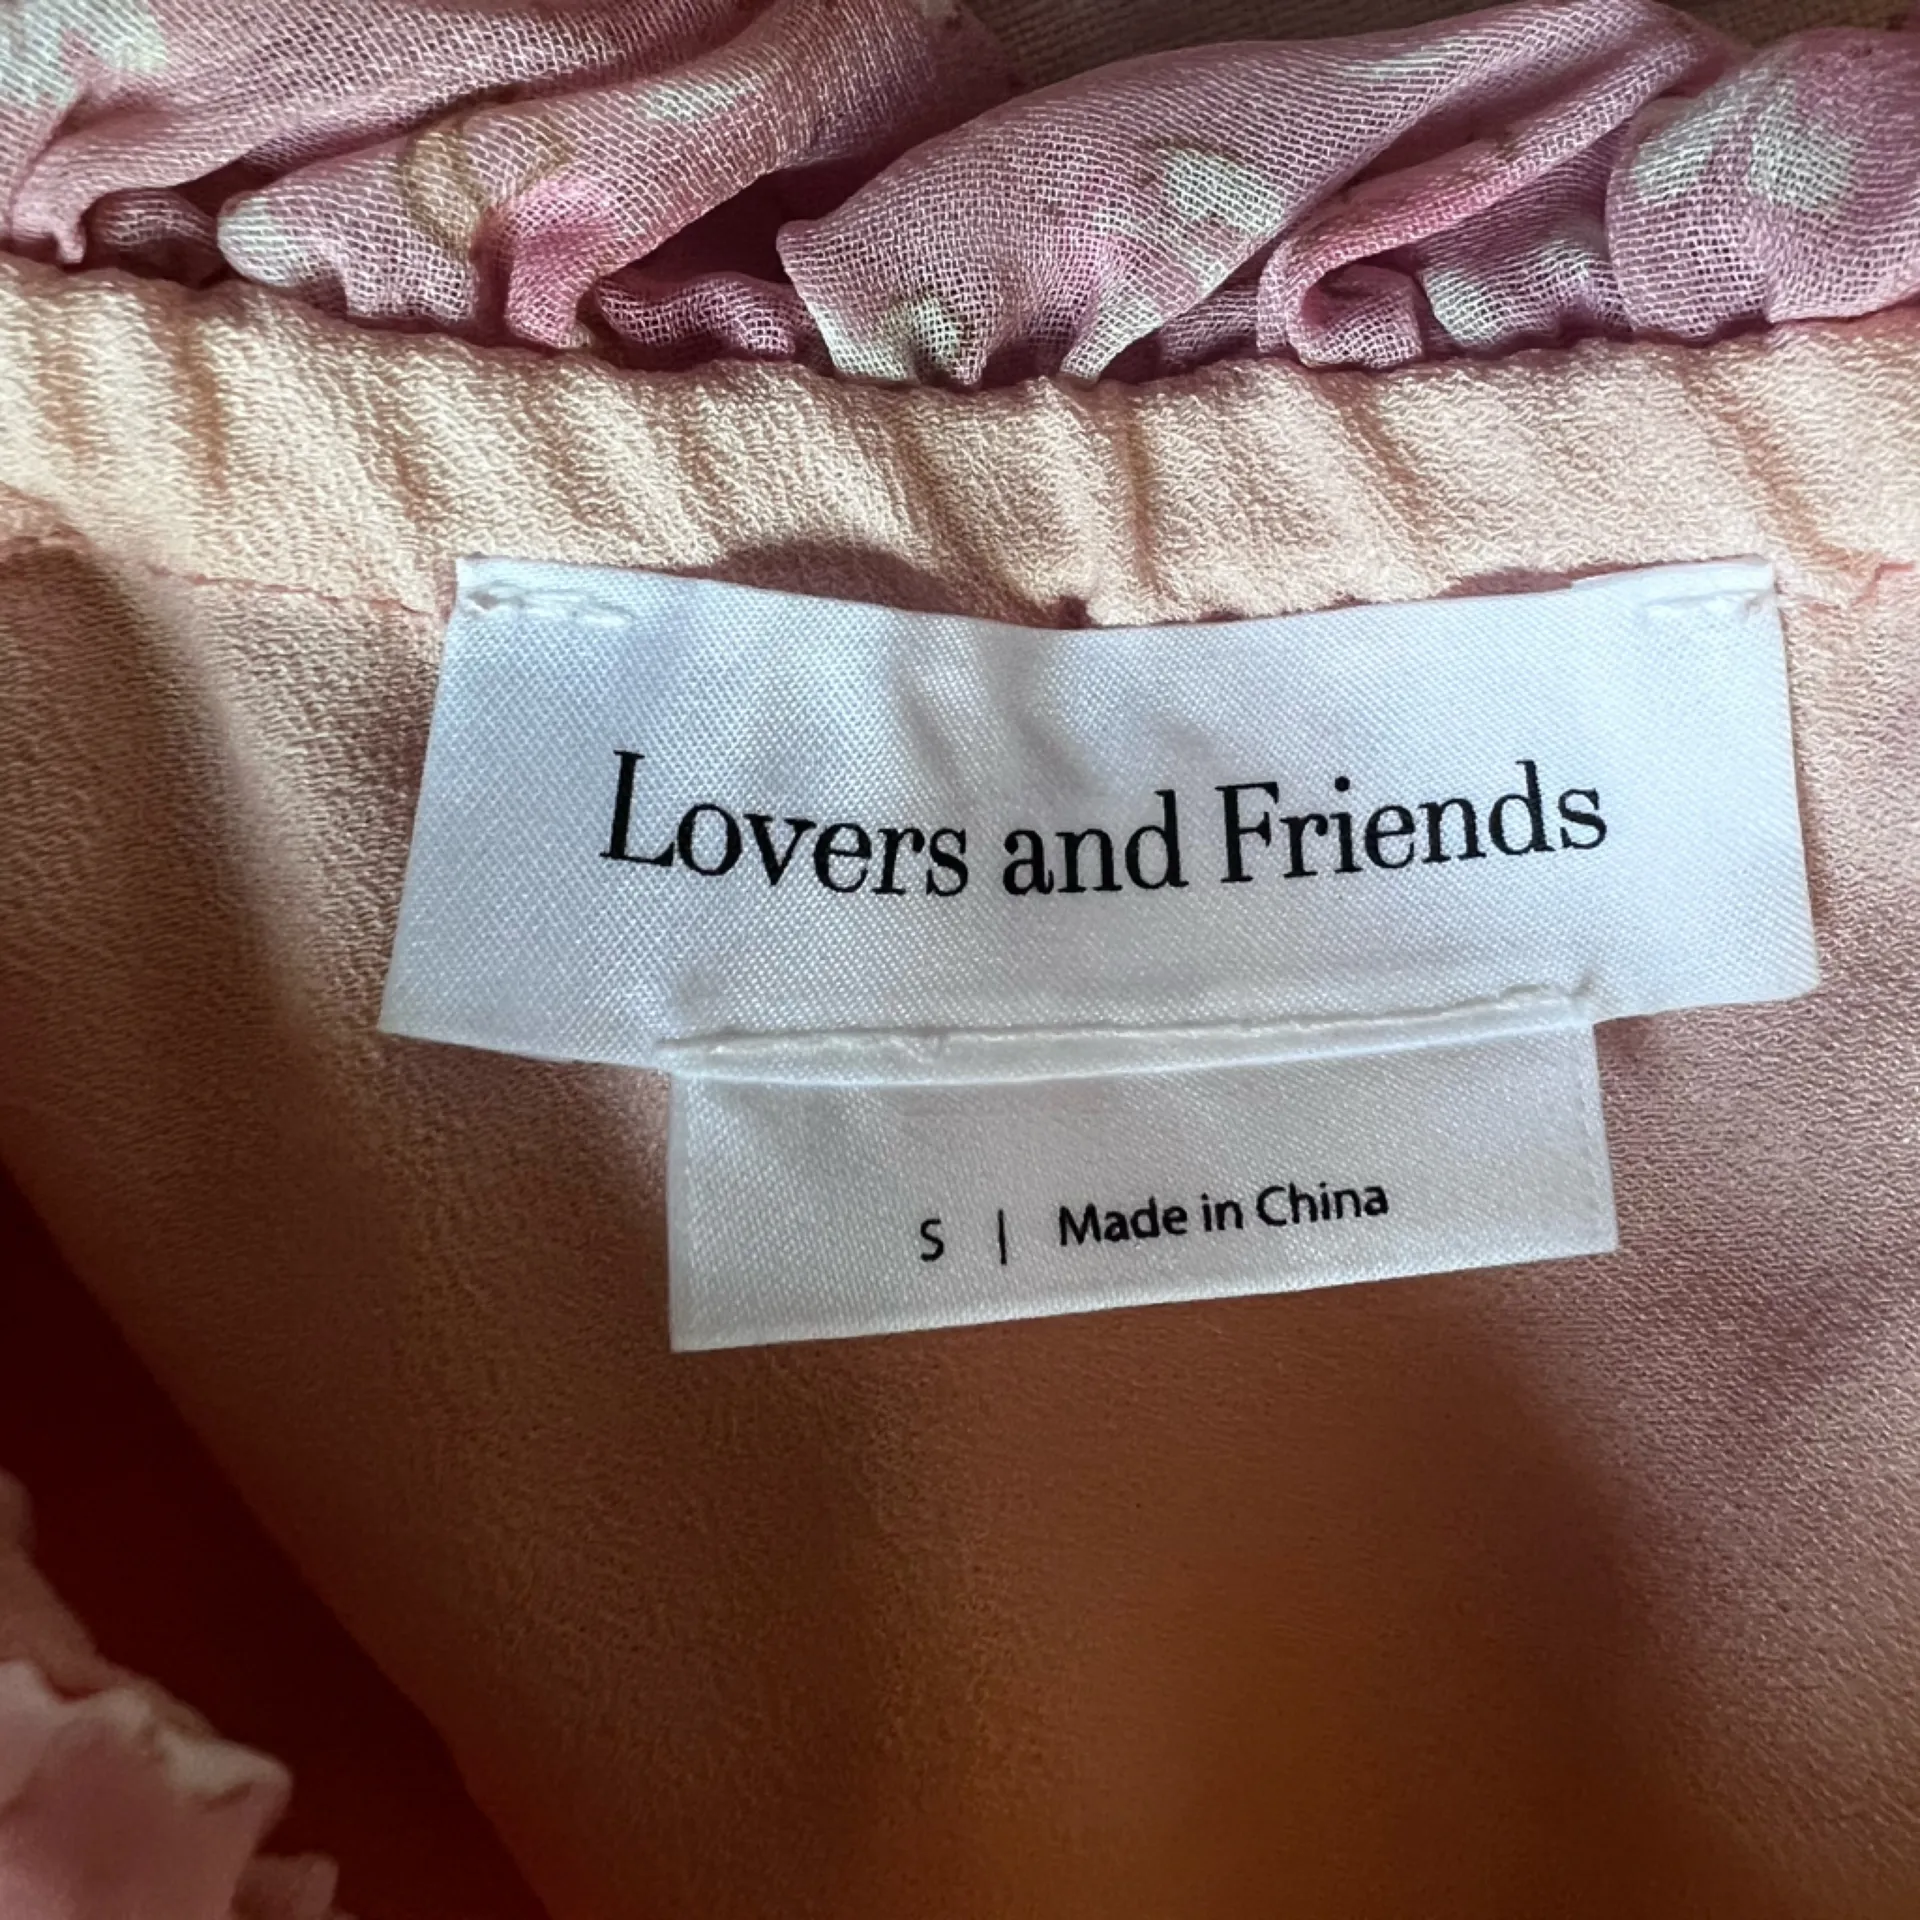 Lovers and Friends
S | Made in China